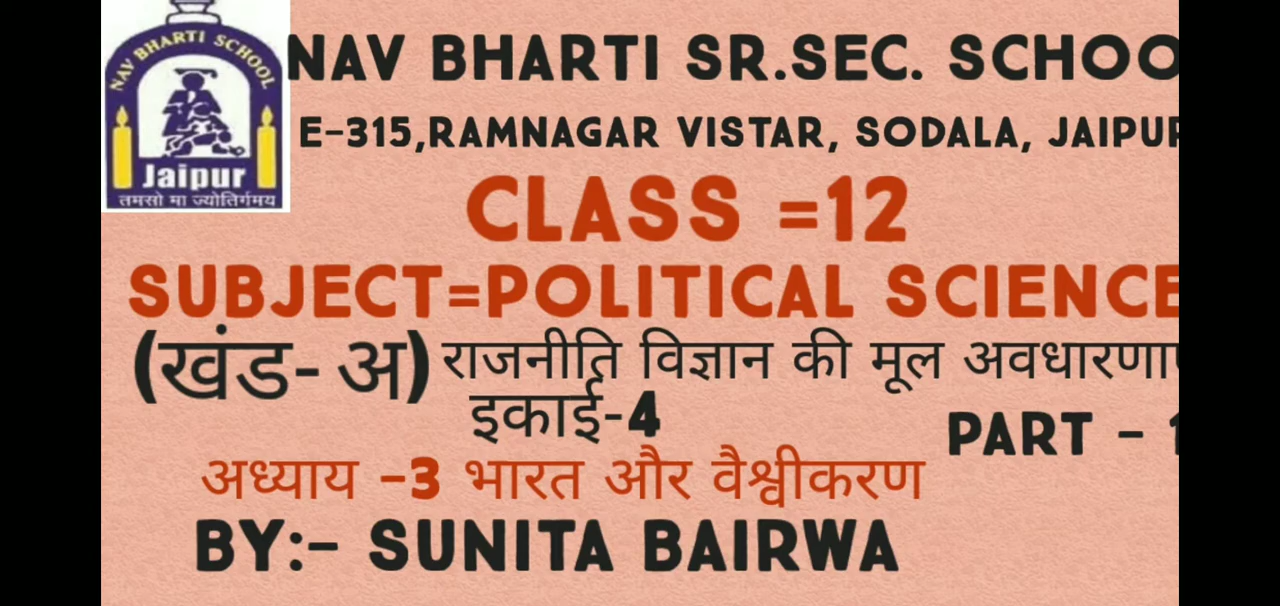 NAV BHARTI SCHOOL
Jaipur
तमसो मा ज्योतिर्गमय
NAV BHARTI SR.SEC. SCHOO
E-315,RAMNAGAR VISTAR, SODALA, JAIPUR
CLASS =12
SUBJECT=POLITICAL SCIENCE
(खंड- अ) राजनीति विज्ञान की मूल अवधारणाए
इकाई-4
PART - 1
अध्याय -3 भारत और वैश्वीकरण
BY:- SUNITA BAIRWA